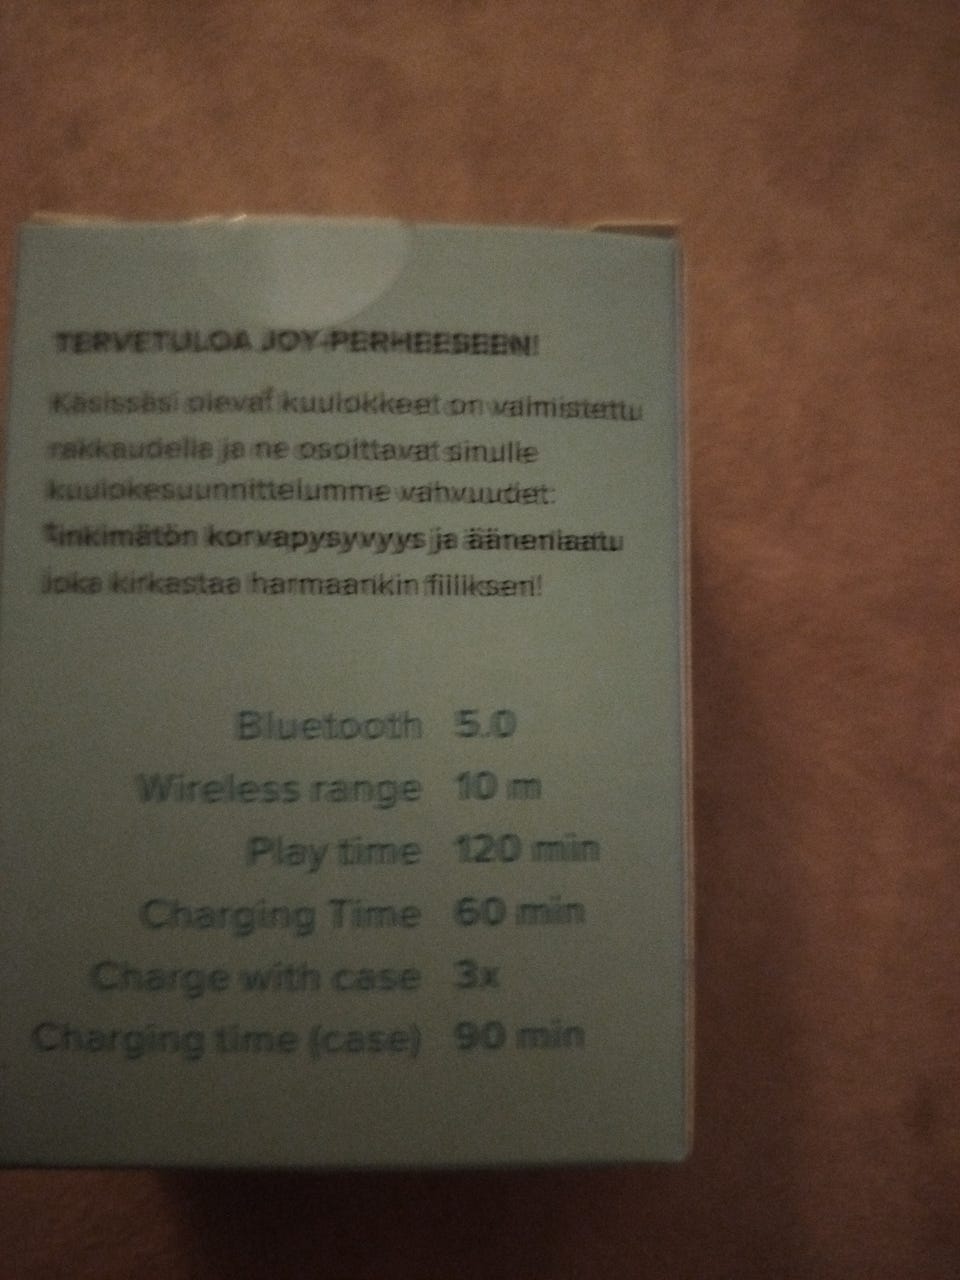 TERVETULOA JOY-PERHEESEEN!
Käsissäsi olevat kuulokkeet on valmistettu
rakkaudella ja ne osoittavat sinulle
kuulokesuunnittelumme vahvuudet:
tinkimätön korvapysyvyys ja äänenlaatu
joka kirkastaa harmaankin fiiliksen!
Bluetooth 5.0
Wireless range 10 m
Play time 120 min
Charging Time 60 min
Charge with case 3x
Charging time (case) 90 min